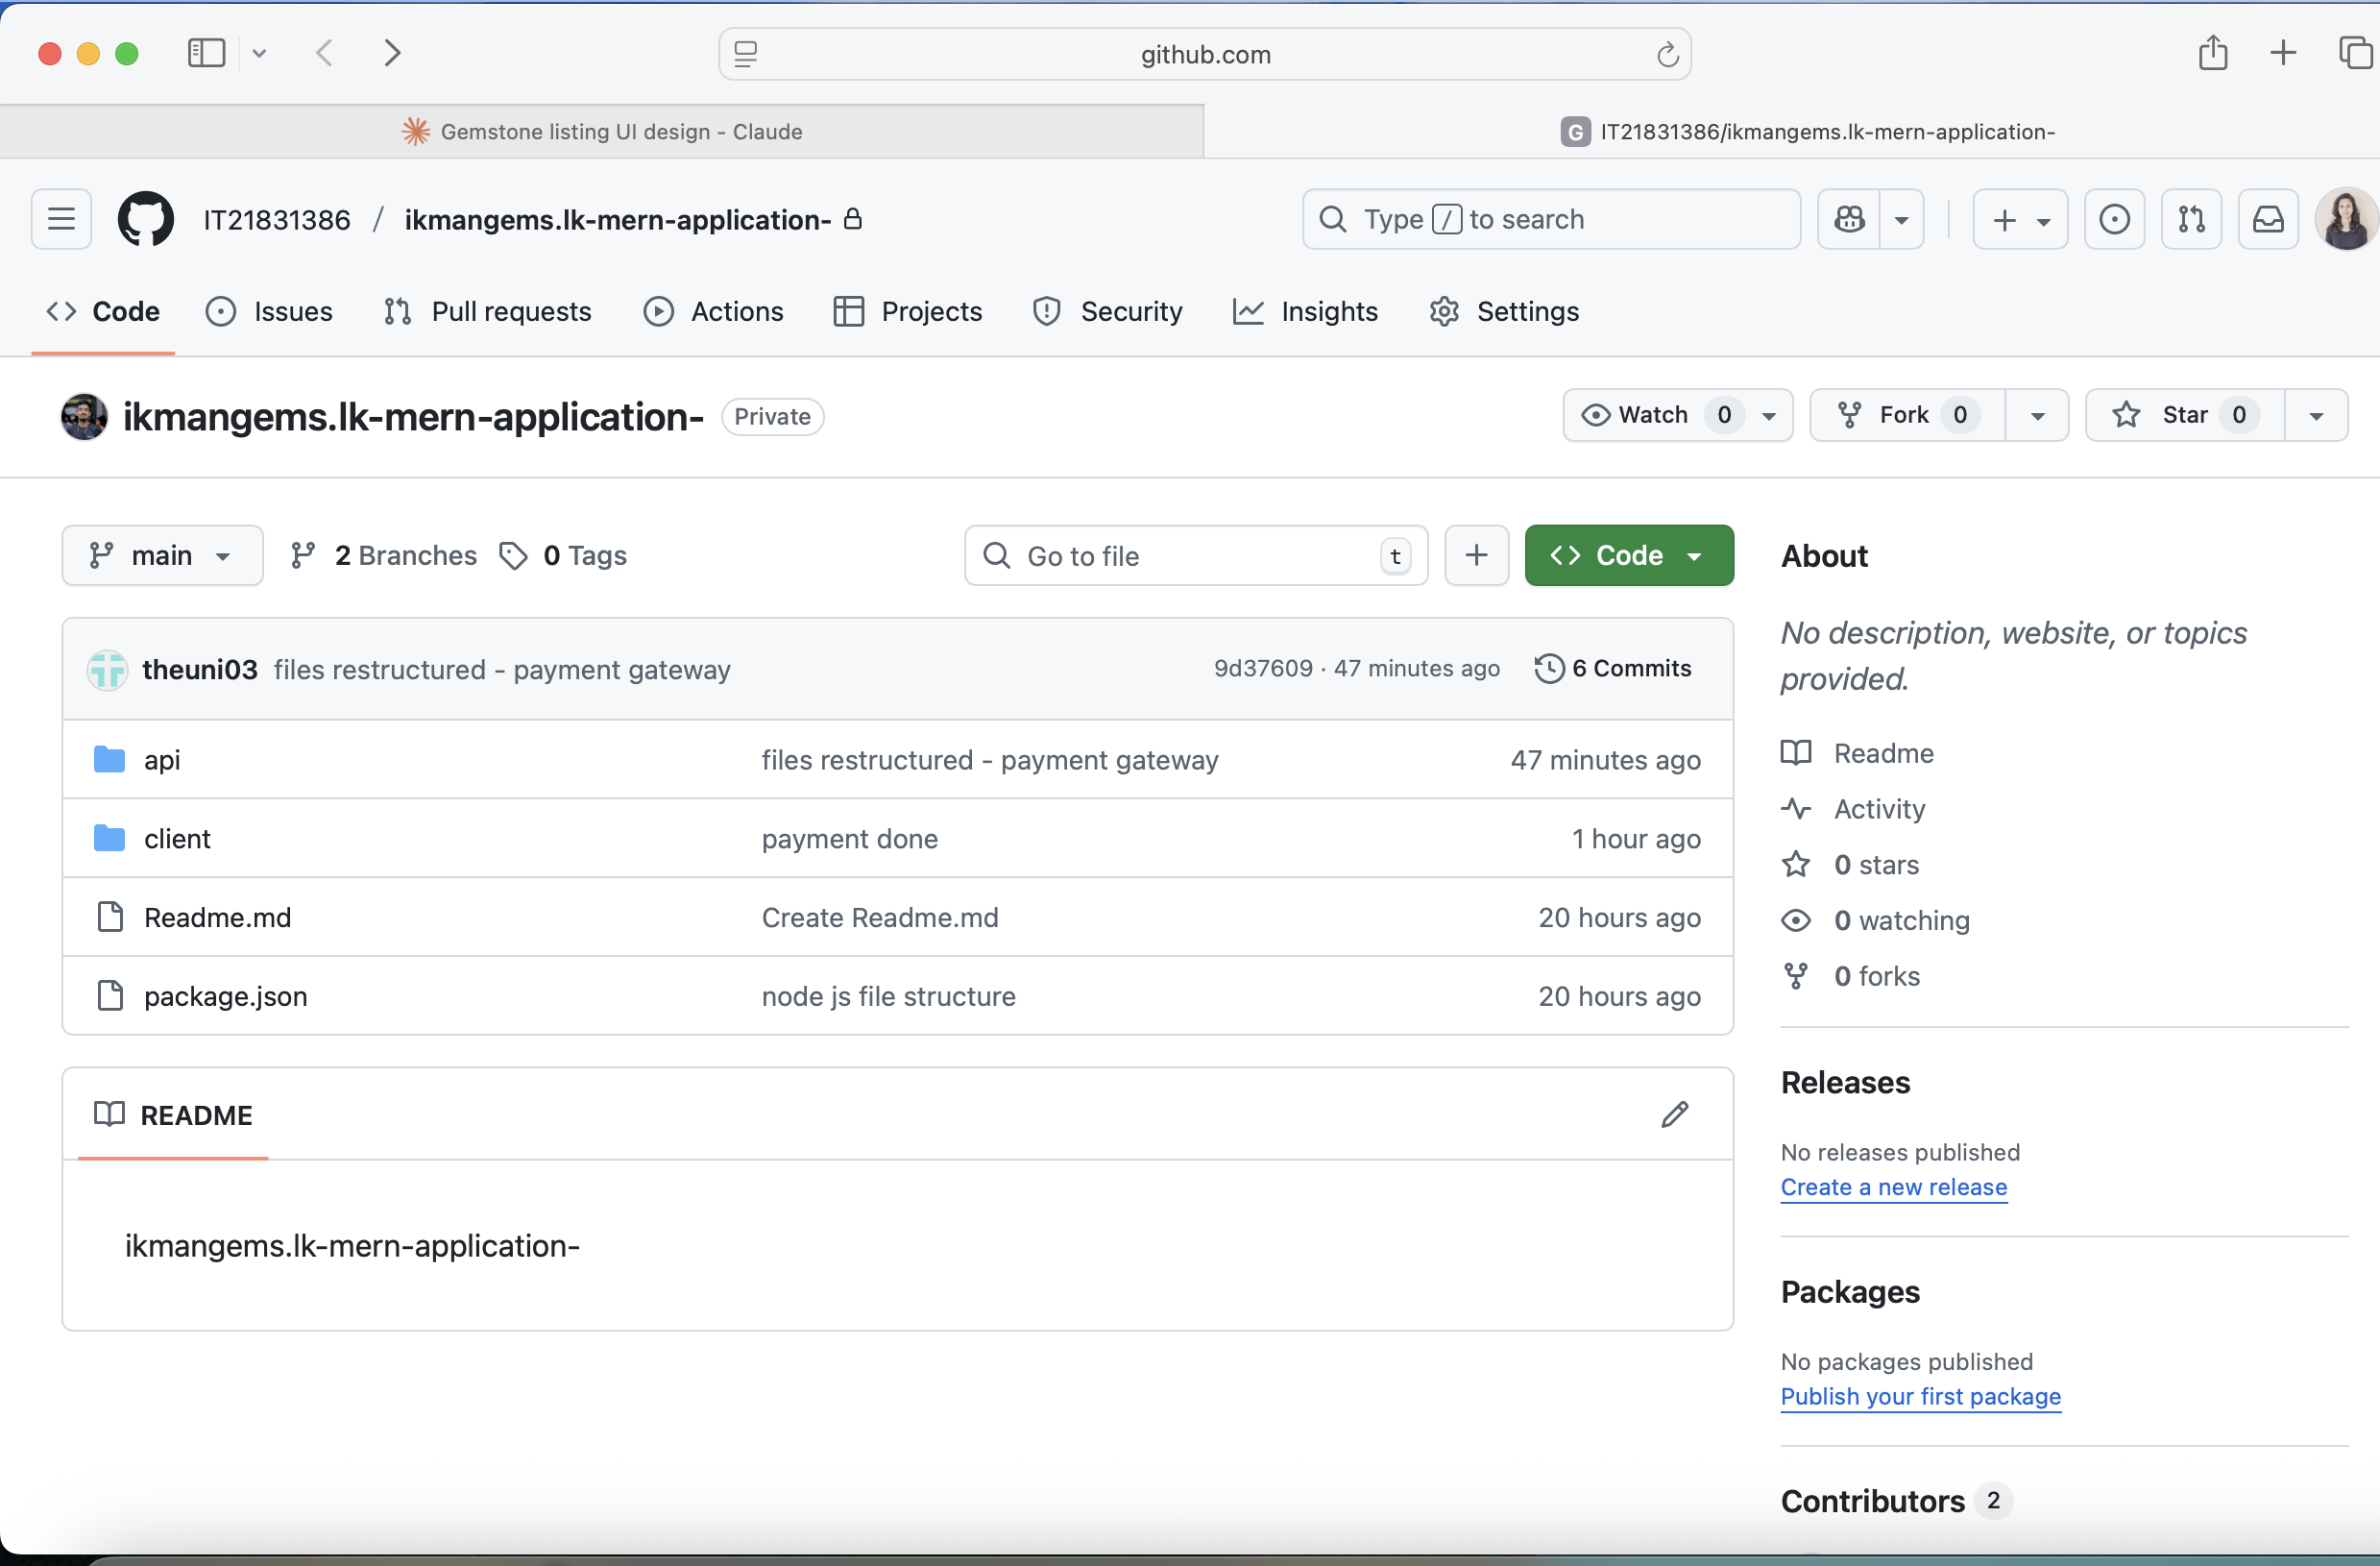 github.com
Gemstone listing UI design - Claude
G IT21831386/ikmangems.lk-mern-application-
IT21831386 / ikmangems.lk-mern-application-
Type / to search
Code Issues Pull requests Actions Projects Security Insights Settings
ikmangems.lk-mern-application- Private
Watch 0 Fork 0 Star 0
main 2 Branches 0 Tags
Go to file t
Code
theuni03 files restructured - payment gateway 9d37609 · 47 minutes ago 6 Commits
api files restructured - payment gateway 47 minutes ago
client payment done 1 hour ago
Readme.md Create Readme.md 20 hours ago
package.json node js file structure 20 hours ago
README
ikmangems.lk-mern-application-
About
No description, website, or topics
provided.
Readme
Activity
0 stars
0 watching
0 forks
Releases
No releases published
Create a new release
Packages
No packages published
Publish your first package
Contributors 2